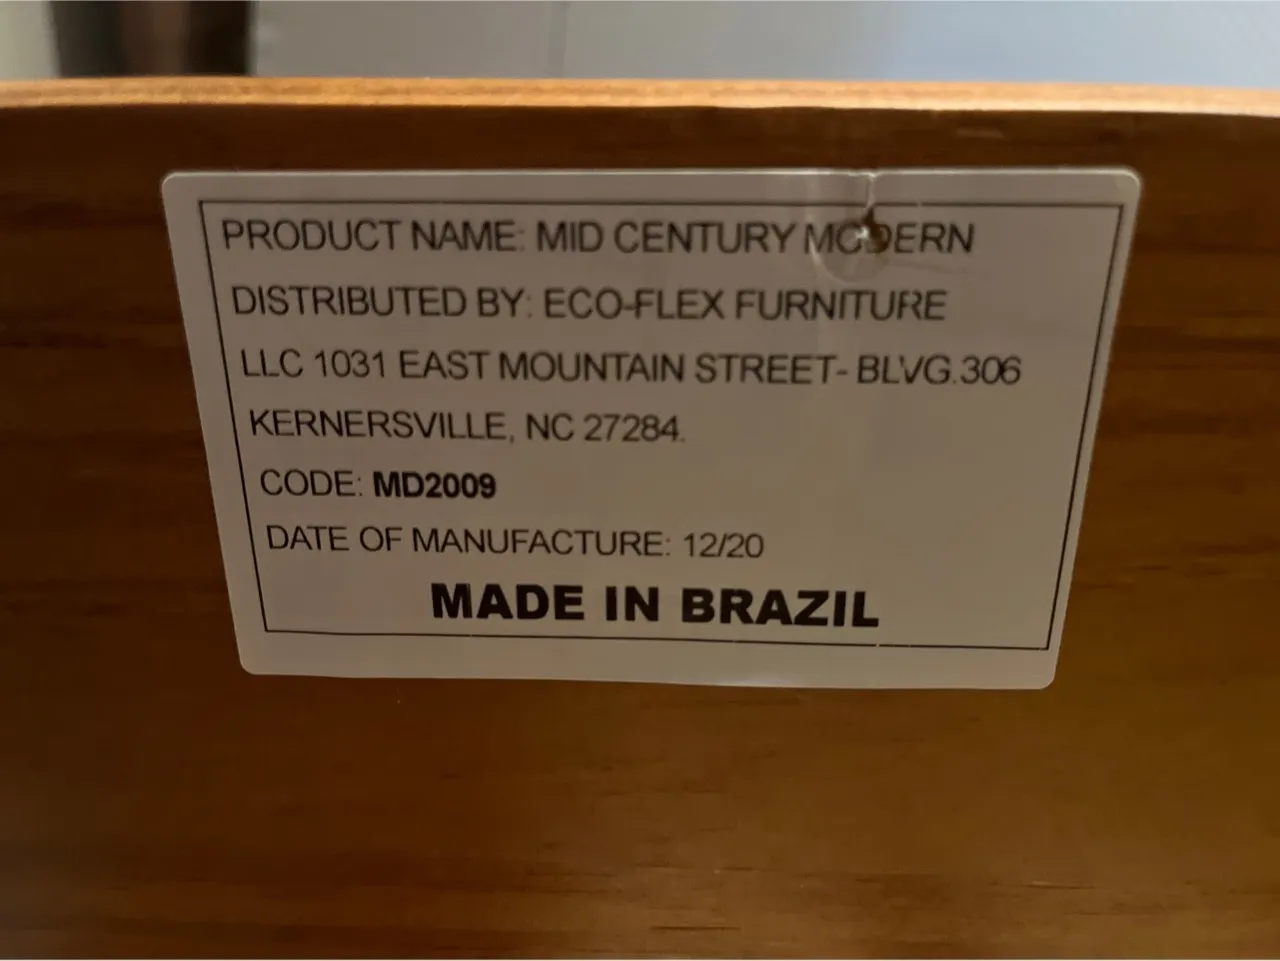 PRODUCT NAME: MID CENTURY MODERN
DISTRIBUTED BY: ECO-FLEX FURNITURE
LLC 1031 EAST MOUNTAIN STREET- BLVG.306
KERNERSVILLE, NC 27284.
CODE: MD2009
DATE OF MANUFACTURE: 12/20
MADE IN BRAZIL